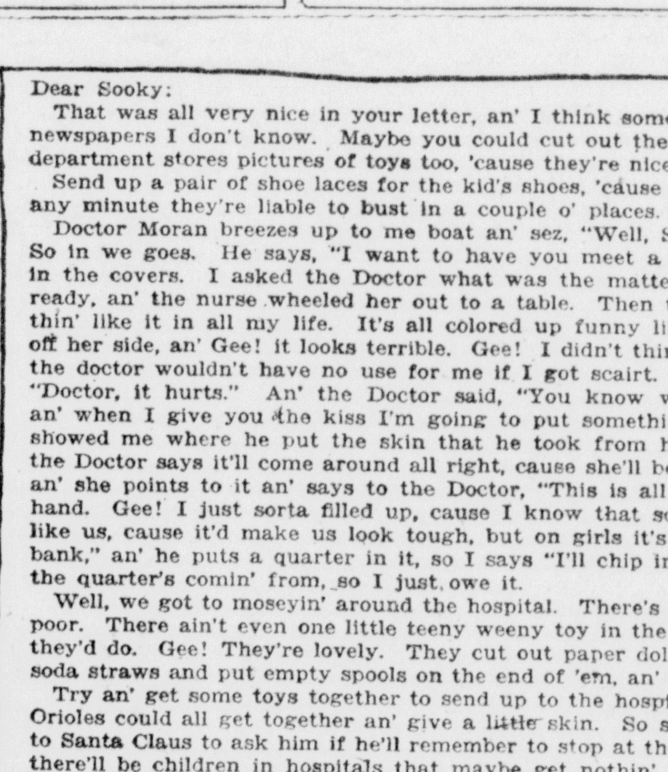 Dear Sooky:
That was all very nice in your letter, an' I think some
newspapers I don't know. Maybe you could cut out the
department stores pictures of toys too, 'cause they're nice
Send up a pair of shoe laces for the kid's shoes, 'cause
any minute they're liable to bust in a couple o' places.
Doctor Moran breezes up to me boat an' sez, "Well, S
So in we goes. He says, "I want to have you meet a
in the covers. I asked the Doctor what was the matte
ready, an' the nurse wheeled her out to a table. Then
thin' like it in all my life. It's all colored up funny li
off her side, an' Gee! it looks terrible. Gee! I didn't thin
the doctor wouldn't have no use for me if I got scairt.
"Doctor, it hurts." An' the Doctor said, "You know
an' when I give you the kiss I'm going to put somethi
showed me where he put the skin that he took from h
the Doctor says it'll come around all right, cause she'll b
an' she points to it an' says to the Doctor, "This is all
hand. Gee! I just sorta filled up, cause I know that s
like us, cause it'd make us look tough, but on girls it's
bank," an' he puts a quarter in it, so I says "I'll chip in
the quarter's comin' from, so I just owe it.
Well, we got to moseyin' around the hospital. There's
poor. There ain't even one little teeny weeny toy in the
they'd do. Gee! They're lovely. They cut out paper dol
soda straws and put empty spools on the end of 'em, an'
Try an' get some toys together to send up to the hospi
Orioles could all get together an' give a little skin. So s
to Santa Claus to ask him if he'll remember to stop at th
there'll be children in hospitals that maybe get nothin'